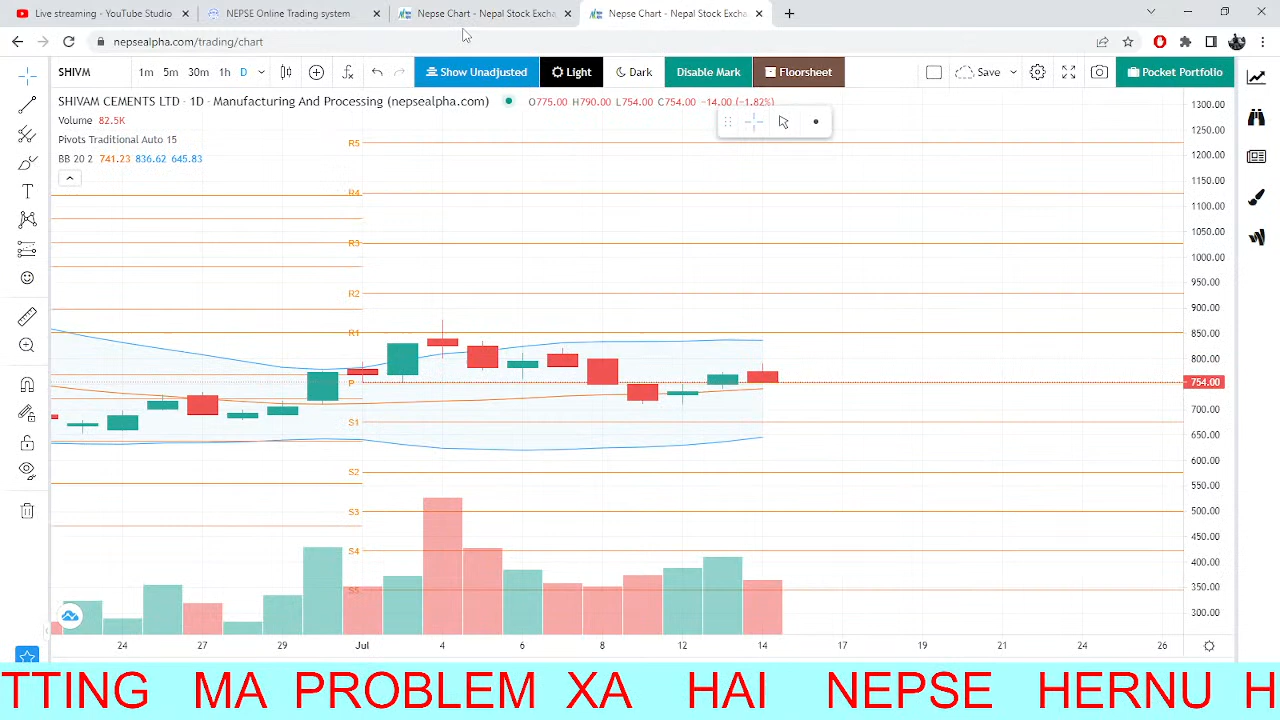 Live streaming - YouTube Studio
NEPSE Online Trading system
Nepse Chart - Nepal Stock Excha
Nepse Chart - Nepal Stock Excha
nepsealpha.com/trading/chart
SHIVM 1m 5m 30m 1h D Show Unadjusted Light Dark Disable Mark Floorsheet Save Pocket Portfolio
SHIVAM CEMENTS LTD · 1D · Manufacturing And Processing (nepsealpha.com) O775.00 H790.00 L754.00 C754.00 −14.00 (−1.82%)
Volume 82.5K
Pivots Traditional Auto 15
BB 20 2 741.23 836.62 645.83
R5
R4
R3
R2
R1
P
S1
S2
S3
S4
S5
1300.00
1250.00
1200.00
1150.00
1100.00
1050.00
1000.00
950.00
900.00
850.00
800.00
754.00
700.00
650.00
600.00
550.00
500.00
450.00
400.00
350.00
300.00
24 27 29 Jul 4 6 8 12 14 17 19 21 24 26
TTING MA PROBLEM XA HAI NEPSE HERNU H